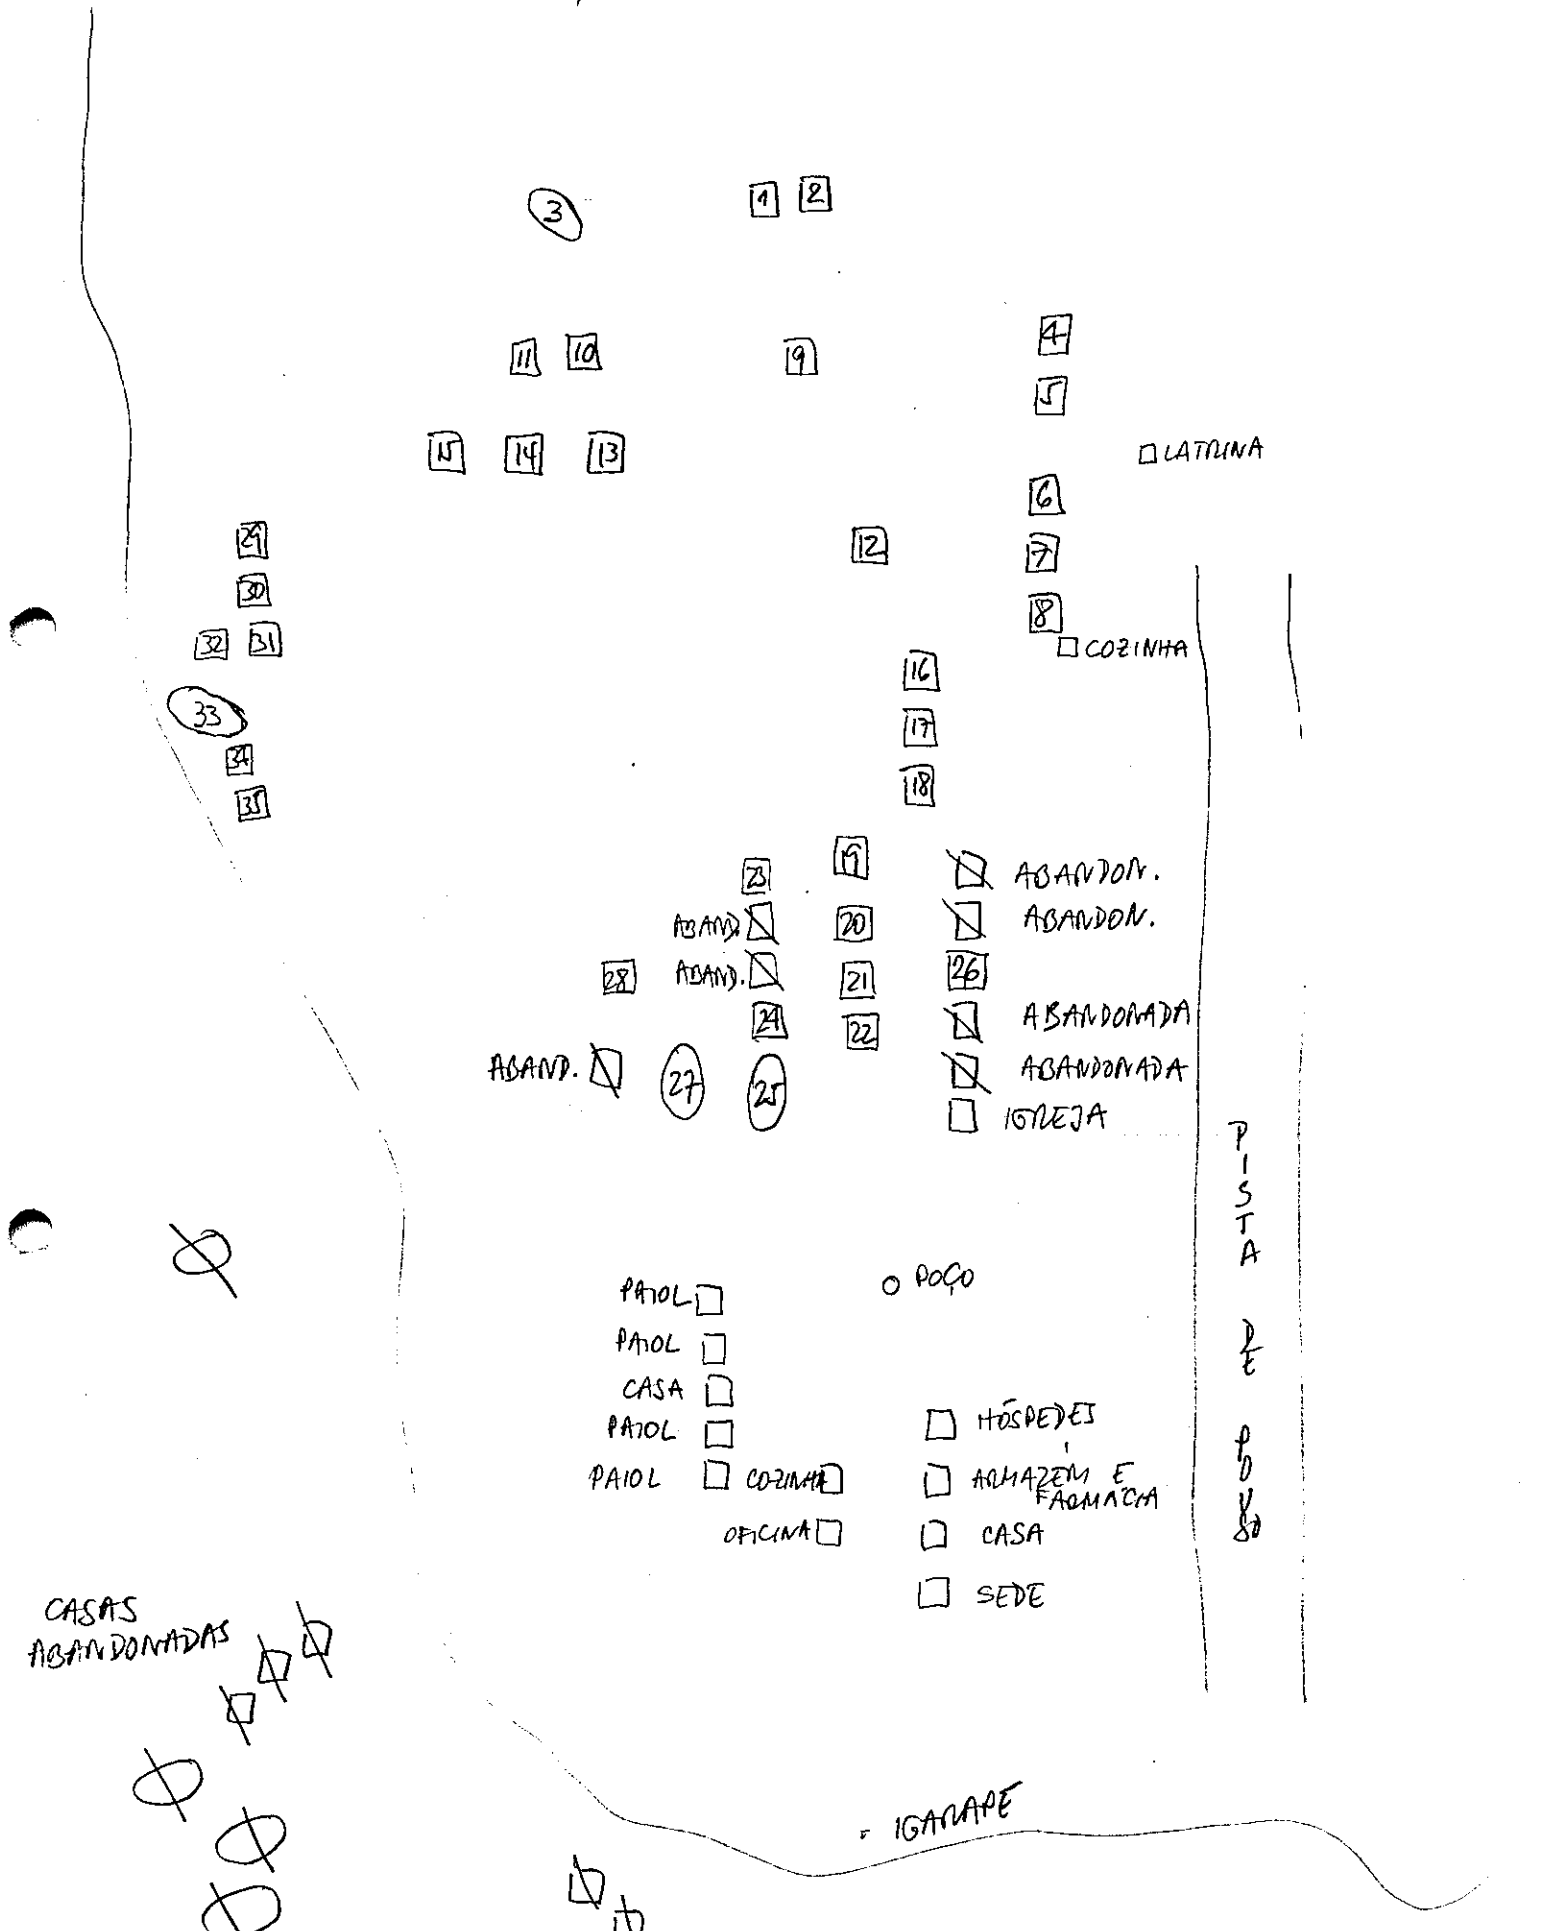 3 1 2
11 10 9 4
5
15 14 13 LATRINA
6
29 12 7
30
32 31 8 COZINHA
16
33 17
34 18
35
23 19 ABANDON.
ABAND. 20 ABANDON.
28 ABAND. 21 26
24 22 ABANDONADA
ABAND. 27 25 ABANDONADA
IGREJA
PISTA DE POUSO
PAIOL POÇO
PAIOL
CASA
PAIOL HÓSPEDES
PAIOL COZINHA ARMAZÉM E
FARMÁCIA
OFICINA CASA
SEDE
CASAS
ABANDONADAS
IGARAPÉ